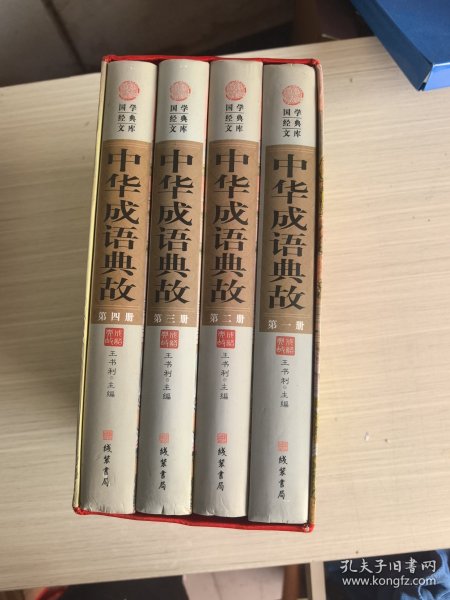 国学
经典
文库
中华成语典故
第四册
王书利◎主编
线装书局
国学
经典
文库
中华成语典故
第三册
王书利◎主编
线装书局
国学
经典
文库
中华成语典故
第二册
王书利◎主编
线装书局
国学
经典
文库
中华成语典故
第一册
王书利◎主编
线装书局
孔夫子旧书网
www.kongfz.com